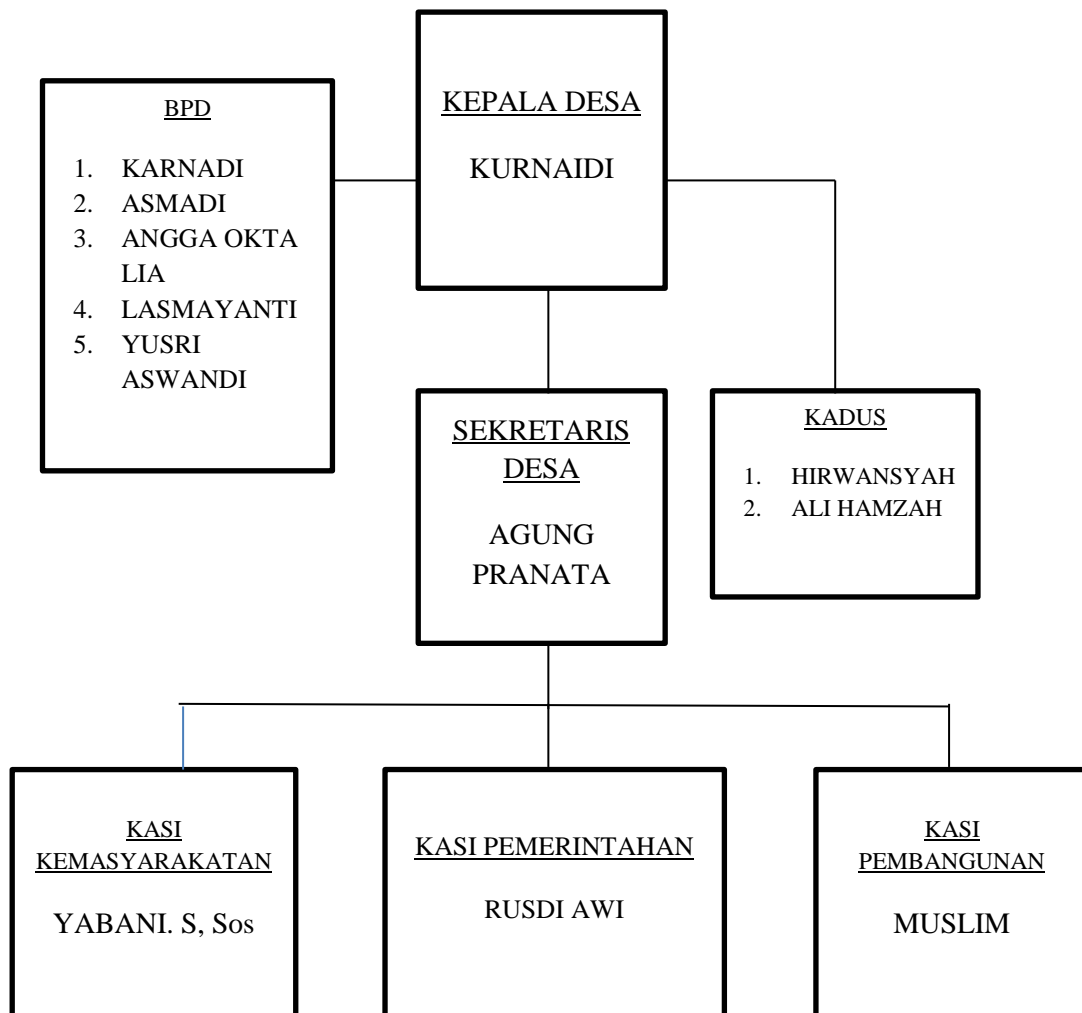 KEPALA DESA
KURNAIDI
BPD
1. KARNADI
2. ASMADI
3. ANGGA OKTA
LIA
4. LASMAYANTI
5. YUSRI
ASWANDI
SEKRETARIS
DESA
AGUNG
PRANATA
KADUS
1. HIRWANSYAH
2. ALI HAMZAH
KASI
KEMASYARAKATAN
YABANI. S, Sos
KASI PEMERINTAHAN
RUSDI AWI
KASI
PEMBANGUNAN
MUSLIM